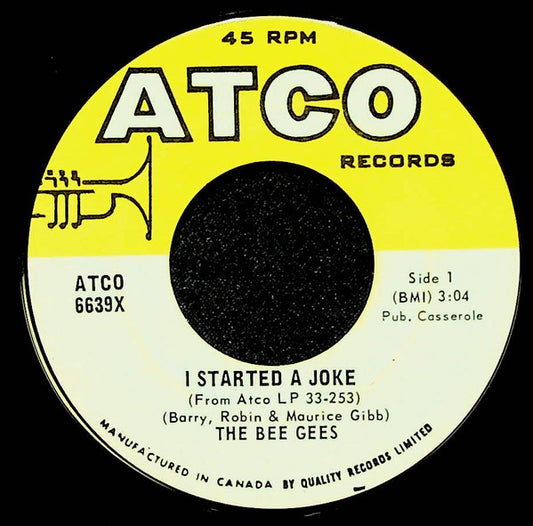 45 RPM
ATCO
RECORDS
ATCO
6639X
Side 1
(BMI) 3:04
Pub. Casserole
I STARTED A JOKE
(From Atco LP 33-253)
(Barry, Robin & Maurice Gibb)
THE BEE GEES
MANUFACTURED IN CANADA BY QUALITY RECORDS LIMITED